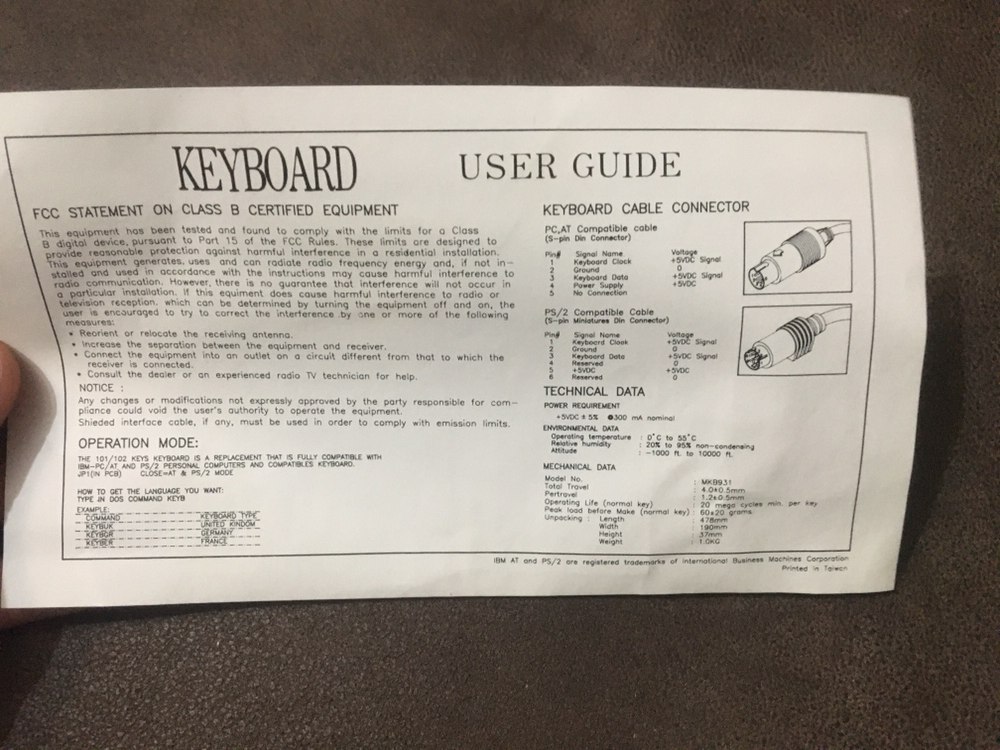 KEYBOARD USER GUIDE
FCC STATEMENT ON CLASS B CERTIFIED EQUIPMENT
This equipment has been tested and found to comply with the limits for a Class
B digital device, pursuant to Part 15 of the FCC Rules. These limits are designed to
provide reasonable protection against harmful interference in a residential installation.
This equipment generates, uses and can radiate radio frequency energy and, if not in-
stalled and used in accordance with the instructions may cause harmful interference to
radio communication. However, there is no guarantee that interference will not occur in
a particular installation. If this equiment does cause harmful interference to radio or
television reception, which can be determined by turning the equipment off and on, the
user is encouraged to try to correct the interference by one or more of the following
measures:
* Reorient or relocate the receiving antenna.
* Increase the separation between the equipment and receiver.
* Connect the equipment into an outlet on a circuit different from that to which the
receiver is connected.
* Consult the dealer or an experienced radio TV technician for help.
NOTICE :
Any changes or modifications not expressly approved by the party responsible for com-
pliance could void the user's authority to operate the equipment.
Shieded interface cable, if any, must be used in order to comply with emission limits.
OPERATION MODE:
THE 101/102 KEYS KEYBOARD IS A REPLACEMENT THAT IS FULLY COMPATIBLE WITH
IBM-PC/AT AND PS/2 PERSONAL COMPUTERS AND COMPATIBLES KEYBOARD.
JP1(IN PCB) CLOSE=AT & PS/2 MODE
HOW TO GET THE LANGUAGE YOU WANT:
TYPE IN DOS COMMAND KEYB
EXAMPLE:
COMMAND KEYBOARD TYPE
KEYBUK UNITED KINDOM
KEYBGR GERMANY
KEYBFR FRANCE
KEYBOARD CABLE CONNECTOR
PC,AT Compatible cable
(5-pin Din Connector)
Pin# Signal Name Voltage
1 Keyboard Clock +5VDC Signal
2 Ground 0
3 Keyboard Data +5VDC Signal
4 Power Supply +5VDC
5 No Connection
PS/2 Compatible Cable
(5-pin Miniatures Din Connector)
Pin# Signal Name Voltage
1 Keyboard Clock +5VDC Signal
2 Ground 0
3 Keyboard Data +5VDC Signal
4 Reserved 0
5 +5VDC +5VDC
6 Reserved 0
TECHNICAL DATA
POWER REQUIREMENT
+5VDC ± 5% @300 mA nominal
ENVIRONMENTAL DATA
Operating temperature : 0°C to 55°C
Relative humidity : 20% to 95% non-condensing
Attitude : -1000 ft. to 10000 ft.
MECHANICAL DATA
Model No. : MKB931
Total Travel : 4.0±0.5mm
Pertravel : 1.2±0.5mm
Operating Life (normal key) : 20 mega cycles min. per key
Peak load before Make (normal key) : 60±20 grams
Unpacking : Length : 478mm
Width : 190mm
Height : 37mm
Weight : 1.0KG
IBM AT and PS/2 are registered trademarks of International Business Machines Corporation
Printed in Taiwan